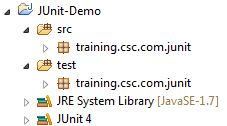 JUnit-Demo
src
training.csc.com.junit
test
training.csc.com.junit
JRE System Library [JavaSE-1.7]
JUnit 4